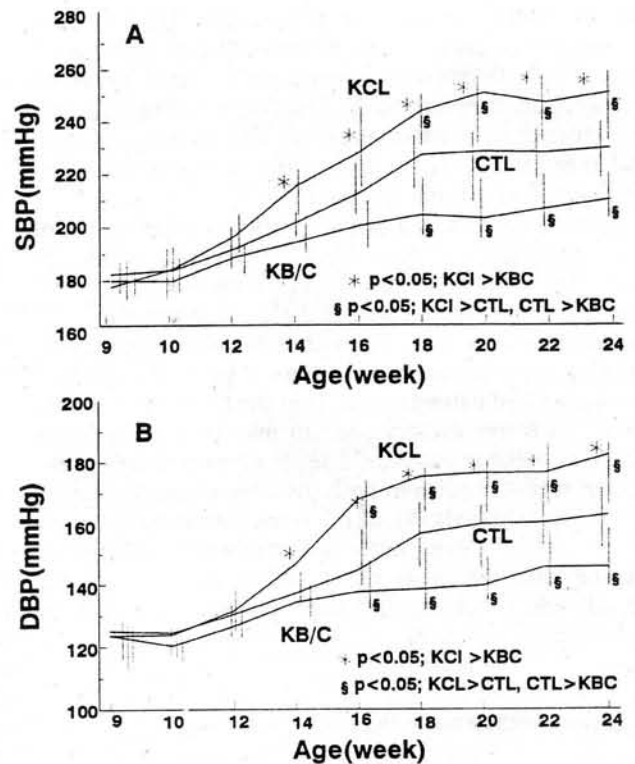 A
SBP(mmHg)
280
260
240
220
200
180
160
KCL
CTL
KB/C
* p<0.05; KCl >KBC
§ p<0.05; KCl>CTL, CTL >KBC
9 10 12 14 16 18 20 22 24
Age(week)
B
DBP(mmHg)
200
180
160
140
120
100
KCL
CTL
KB/C
* p<0.05; KCl >KBC
§ p<0.05; KCL>CTL, CTL>KBC
9 10 12 14 16 18 20 22 24
Age(week)